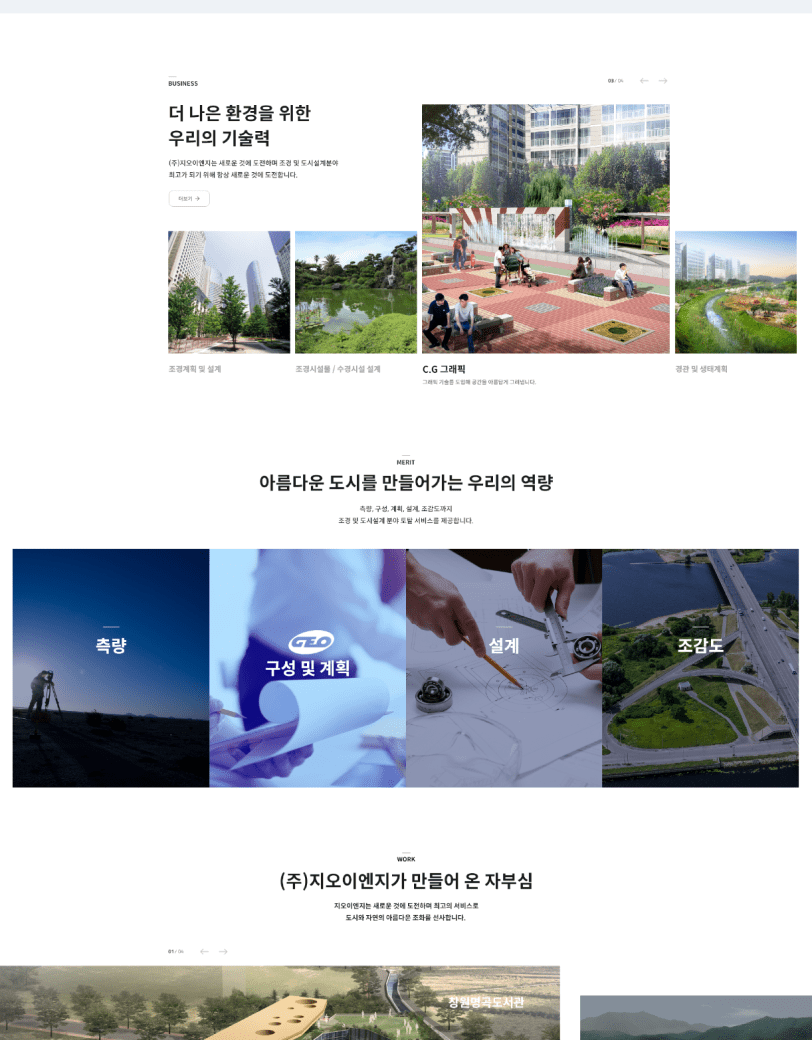 BUSINESS
03 / 04
더 나은 환경을 위한
우리의 기술력
(주)지오이엔지는 새로운 것에 도전하며 조경 및 도시설계분야
최고가 되기 위해 항상 새로운 것에 도전합니다.
더보기
조경계획 및 설계
조경시설물 / 수경시설 설계
C.G 그래픽
그래픽 기술을 도입해 공간을 아름답게 그려냅니다.
경관 및 생태계획
MERIT
아름다운 도시를 만들어가는 우리의 역량
측량, 구성, 계획, 설계, 조감도까지
조경 및 도시설계 분야 토탈 서비스를 제공합니다.
측량
GEO
구성 및 계획
설계
조감도
WORK
(주)지오이엔지가 만들어 온 자부심
지오이엔지는 새로운 것에 도전하며 최고의 서비스로
도시와 자연의 아름다운 조화를 선사합니다.
01 / 04
창원명곡도서관